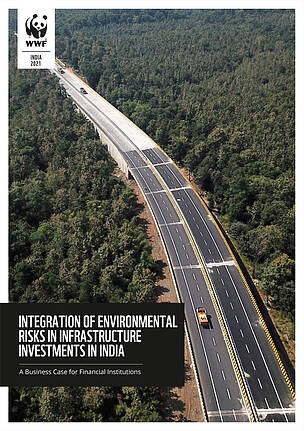 WWF
INDIA
2021
INTEGRATION OF ENVIRONMENTAL
RISKS IN INFRASTRUCTURE
INVESTMENTS IN INDIA
A Business Case for Financial Institutions